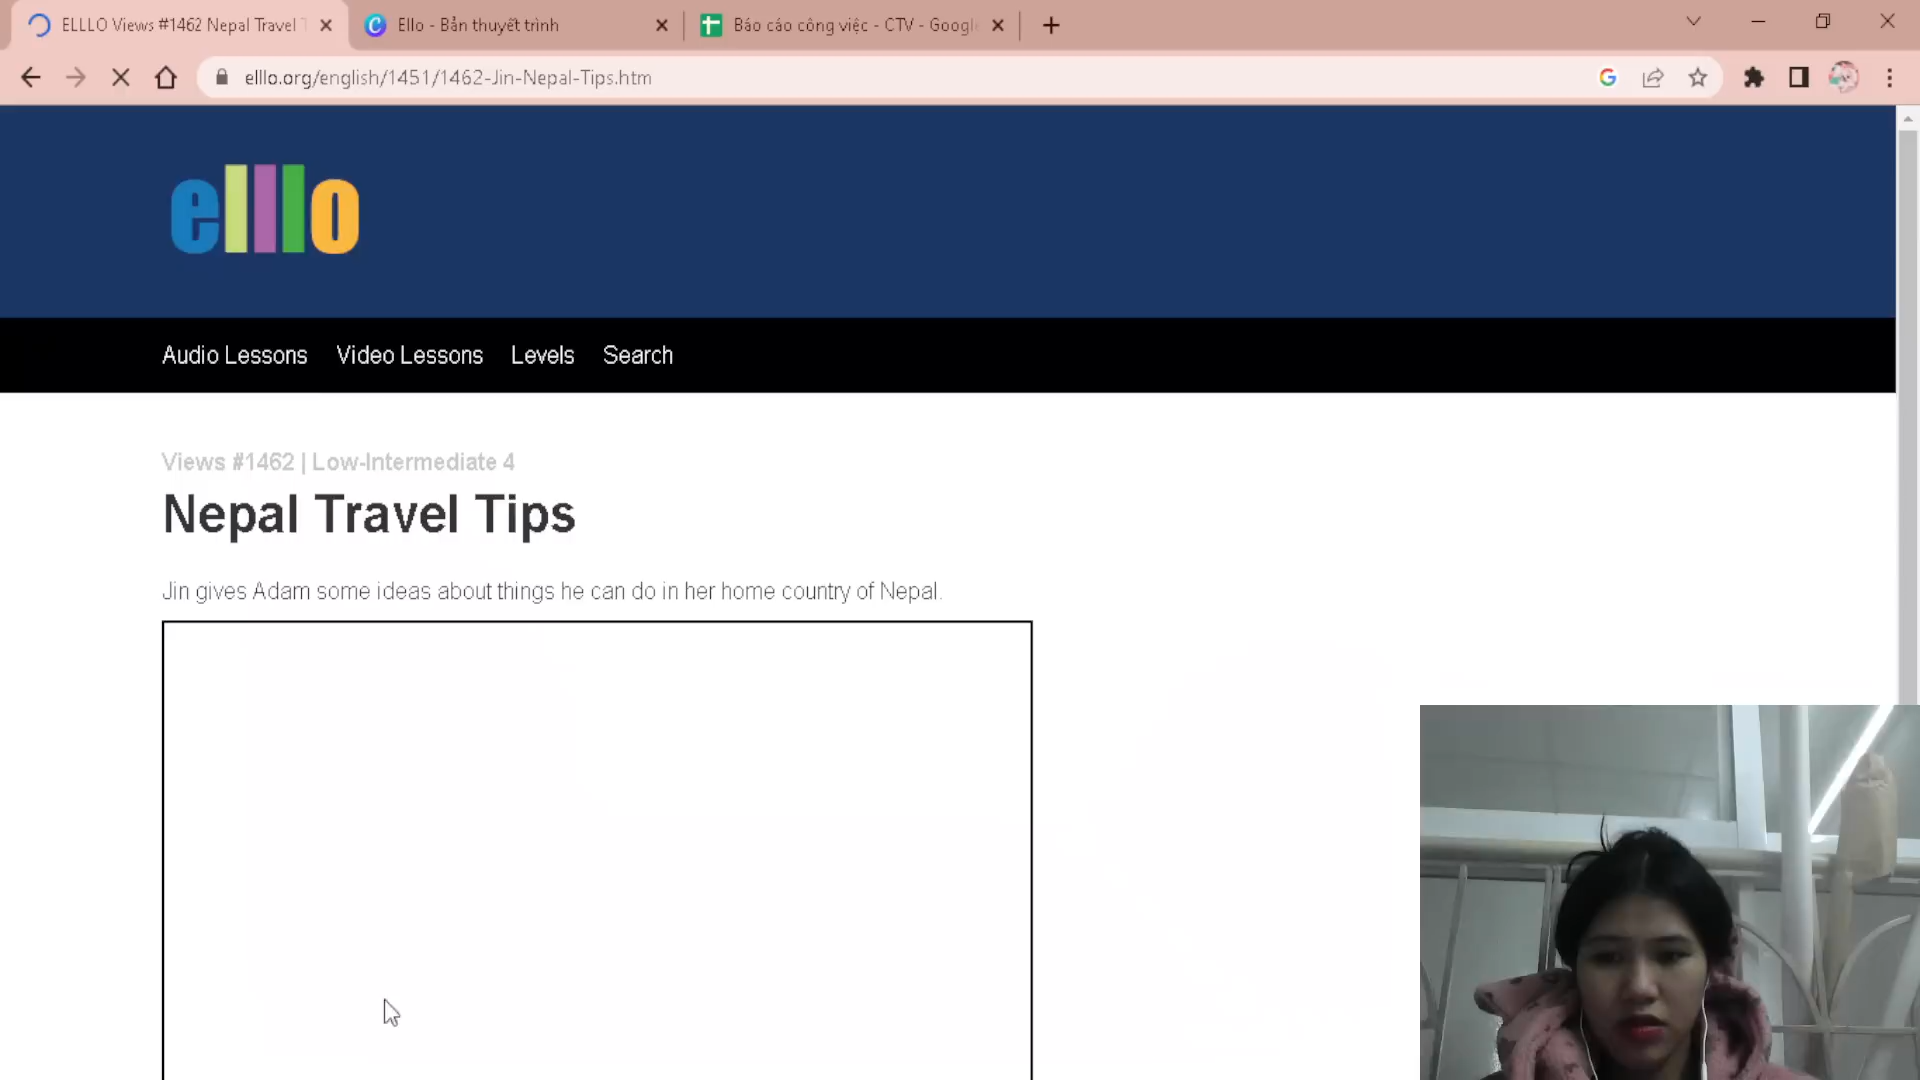 ELLLO Views #1462 Nepal Travel
Ello - Bản thuyết trình
Báo cáo công việc - CTV - Googl
elllo.org/english/1451/1462-Jin-Nepal-Tips.htm
elllo
Audio Lessons Video Lessons Levels Search
Views #1462 | Low-Intermediate 4
Nepal Travel Tips
Jin gives Adam some ideas about things he can do in her home country of Nepal.